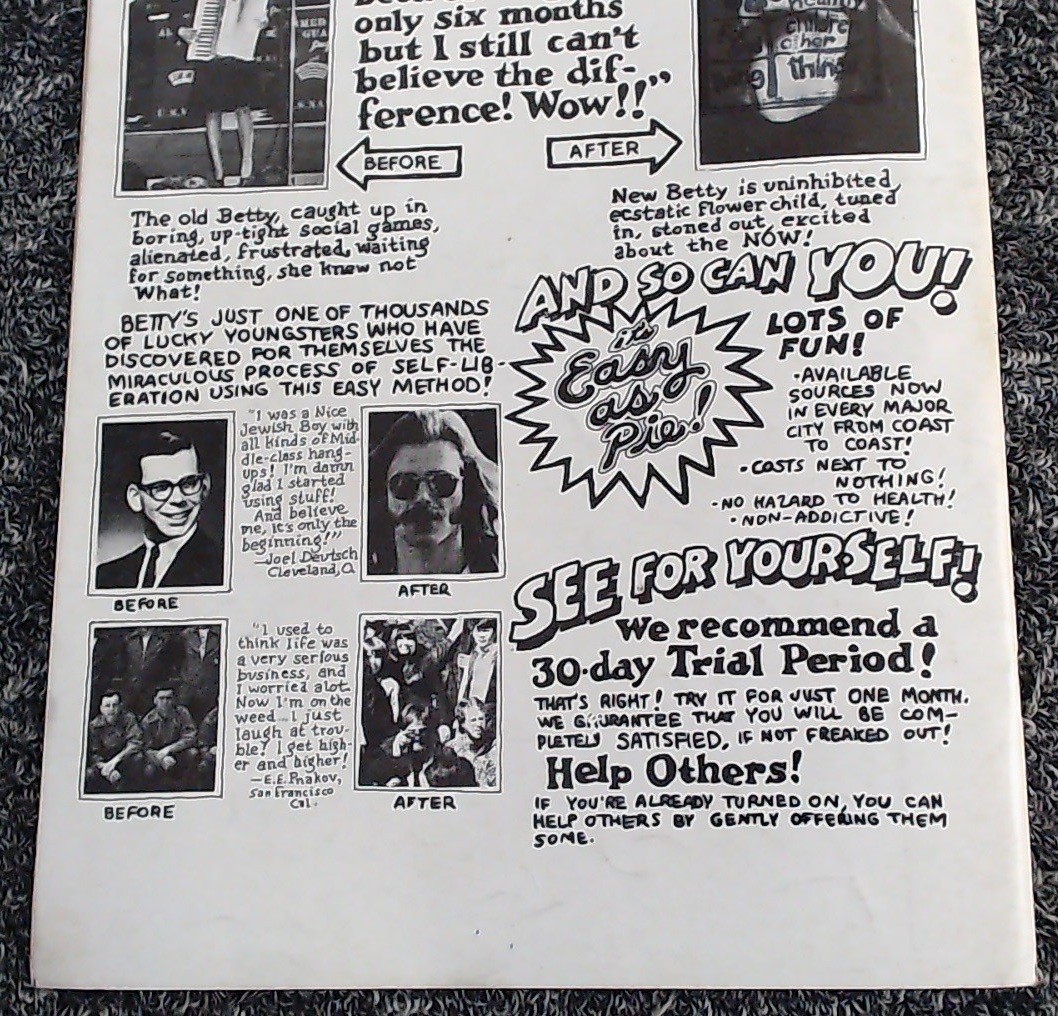 only six months
but I still can't
believe the dif-
ference! Wow!!"
BEFORE
AFTER
The old Betty, caught up in
boring, up-tight social games,
alienated, frustrated, waiting
for something, she knew not
What!
New Betty is uninhibited,
ecstatic flower child, tuned
in, stoned out, excited
about the NOW!
BETTY'S JUST ONE OF THOUSANDS
OF LUCKY YOUNGSTERS WHO HAVE
DISCOVERED FOR THEMSELVES THE
MIRACULOUS PROCESS OF SELF-LIB-
ERATION USING THIS EASY METHOD!
"I was a Nice
Jewish Boy with
all kinds of Mid-
dle-class hang-
ups! I'm damn
glad I started
using stuff!
And believe
me, it's only the
beginning!"
—Joel Deutsch
Cleveland, O.
BEFORE
AFTER
"I used to
think life was
a very serious
business, and
I worried alot.
Now I'm on the
weed... I just
laugh at trou-
ble? I get high-
er and higher!
—E.E. Pnakov,
San Francisco
Cal.
BEFORE
AFTER
AND SO CAN YOU!
it's
Easy
as
Pie!
LOTS OF
FUN!
•AVAILABLE
SOURCES NOW
IN EVERY MAJOR
CITY FROM COAST
TO COAST!
•COSTS NEXT TO
NOTHING!
•NO HAZARD TO HEALTH!
•NON-ADDICTIVE!
SEE FOR YOURSELF!
We recommend a
30-day Trial Period!
THAT'S RIGHT! TRY IT FOR JUST ONE MONTH.
WE GUARANTEE THAT YOU WILL BE COM-
PLETELY SATISFIED, IF NOT FREAKED OUT!
Help Others!
IF YOU'RE ALREADY TURNED ON, YOU CAN
HELP OTHERS BY GENTLY OFFERING THEM
SOME.
children
other
thing